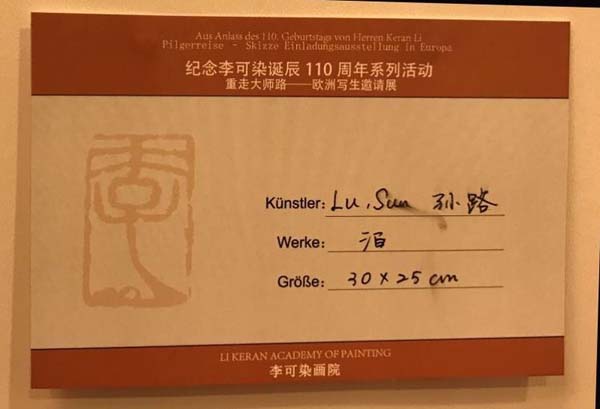 Aus Anlass des 110. Geburtstags von Herren Keran Li
Pilgerreise - Skizze Einladungsausstellung in Europa
纪念李可染诞辰 110 周年系列活动
重走大师路——欧洲写生邀请展
Künstler: Lu, Sun 孙路
Werke: 泊
Größe: 30 x 25 cm
LI KERAN ACADEMY OF PAINTING
李可染画院